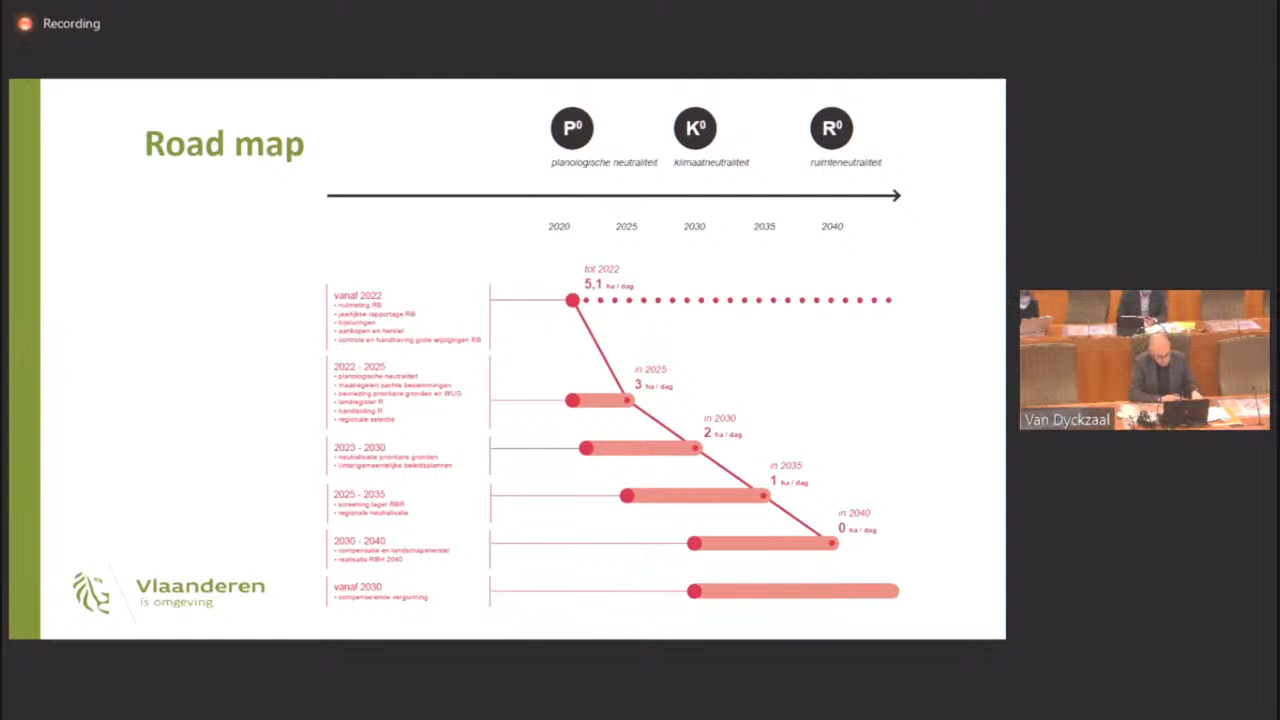 Recording
Road map
P⁰
K⁰
R⁰
planologische neutraliteit
klimaatneutraliteit
ruimteneutraliteit
2020 2025 2030 2035 2040
tot 2022
5,1 ha / dag
vanaf 2022
• nulmeting RB
• jaarlijkse rapportage RB
• bijsturingen
• aankopen en herstel
• controle en handhaving grote wijzigingen RB
in 2025
3 ha / dag
2022 - 2025
• planologische neutraliteit
• maatregelen zachte bestemmingen
• bevriezing prioritaire gronden en WUG
• landregister R
• handleiding R
• regionale selectie
in 2030
2 ha / dag
2023 - 2030
• neutralisatie prioritaire gronden
• (inter)gemeentelijke beleidsplannen
in 2035
1 ha / dag
2025 - 2035
• screening lager RBR
• regionale neutralisatie
in 2040
0 ha / dag
2030 - 2040
• compensatie en landschapsherstel
• realisatie RBH 2040
vanaf 2030
• compenserende vergunning
Vlaanderen
is omgeving
Van Dyckzaal